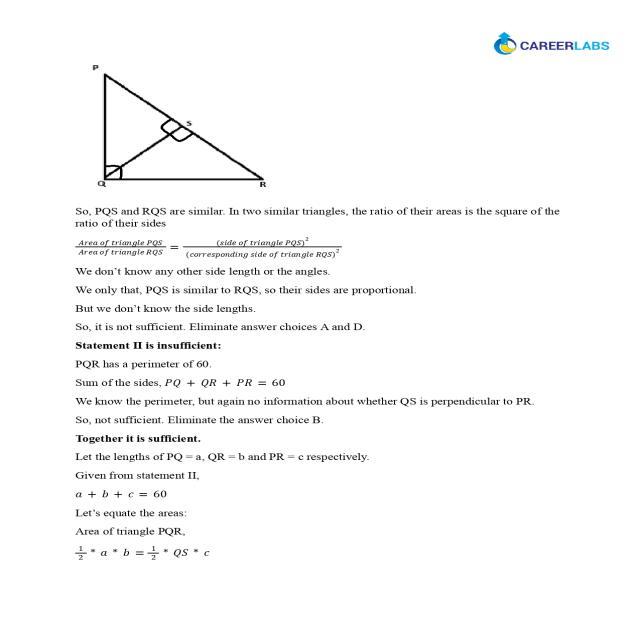 CAREERLABS
P
S
Q
R
So, PQS and RQS are similar. In two similar triangles, the ratio of their areas is the square of the
ratio of their sides
Area of triangle PQS / Area of triangle RQS = (side of triangle PQS)² / (corresponding side of triangle RQS)²
We don't know any other side length or the angles.
We only that, PQS is similar to RQS, so their sides are proportional.
But we don't know the side lengths.
So, it is not sufficient. Eliminate answer choices A and D.
Statement II is insufficient:
PQR has a perimeter of 60.
Sum of the sides, PQ + QR + PR = 60
We know the perimeter, but again no information about whether QS is perpendicular to PR.
So, not sufficient. Eliminate the answer choice B.
Together it is sufficient.
Let the lengths of PQ = a, QR = b and PR = c respectively.
Given from statement II,
a + b + c = 60
Let's equate the areas:
Area of triangle PQR,
1/2 * a * b = 1/2 * QS * c